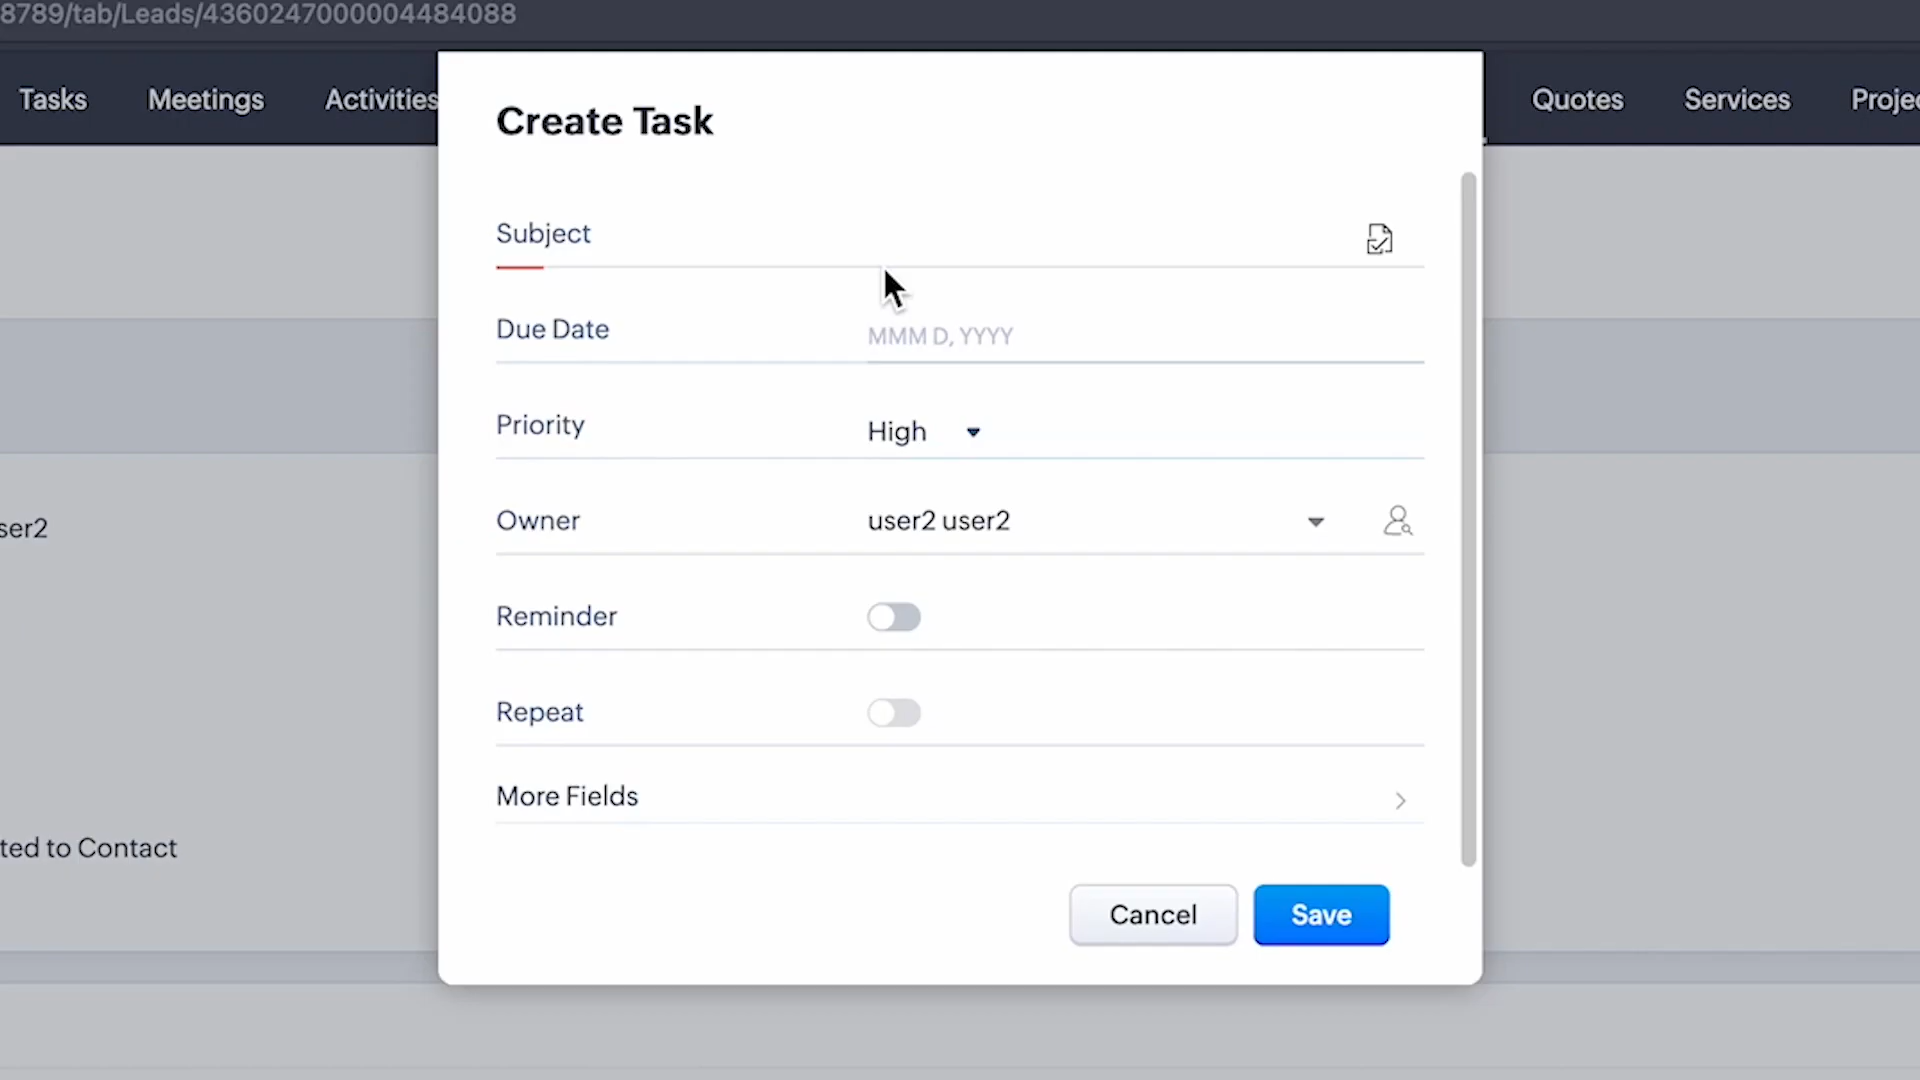 8789/tab/Leads/4360247000004484088
Tasks Meetings Activities Quotes Services Projec
Create Task
Subject
Due Date MMM D, YYYY
Priority High
Owner user2 user2
ser2
Reminder
Repeat
More Fields
ted to Contact
Cancel Save